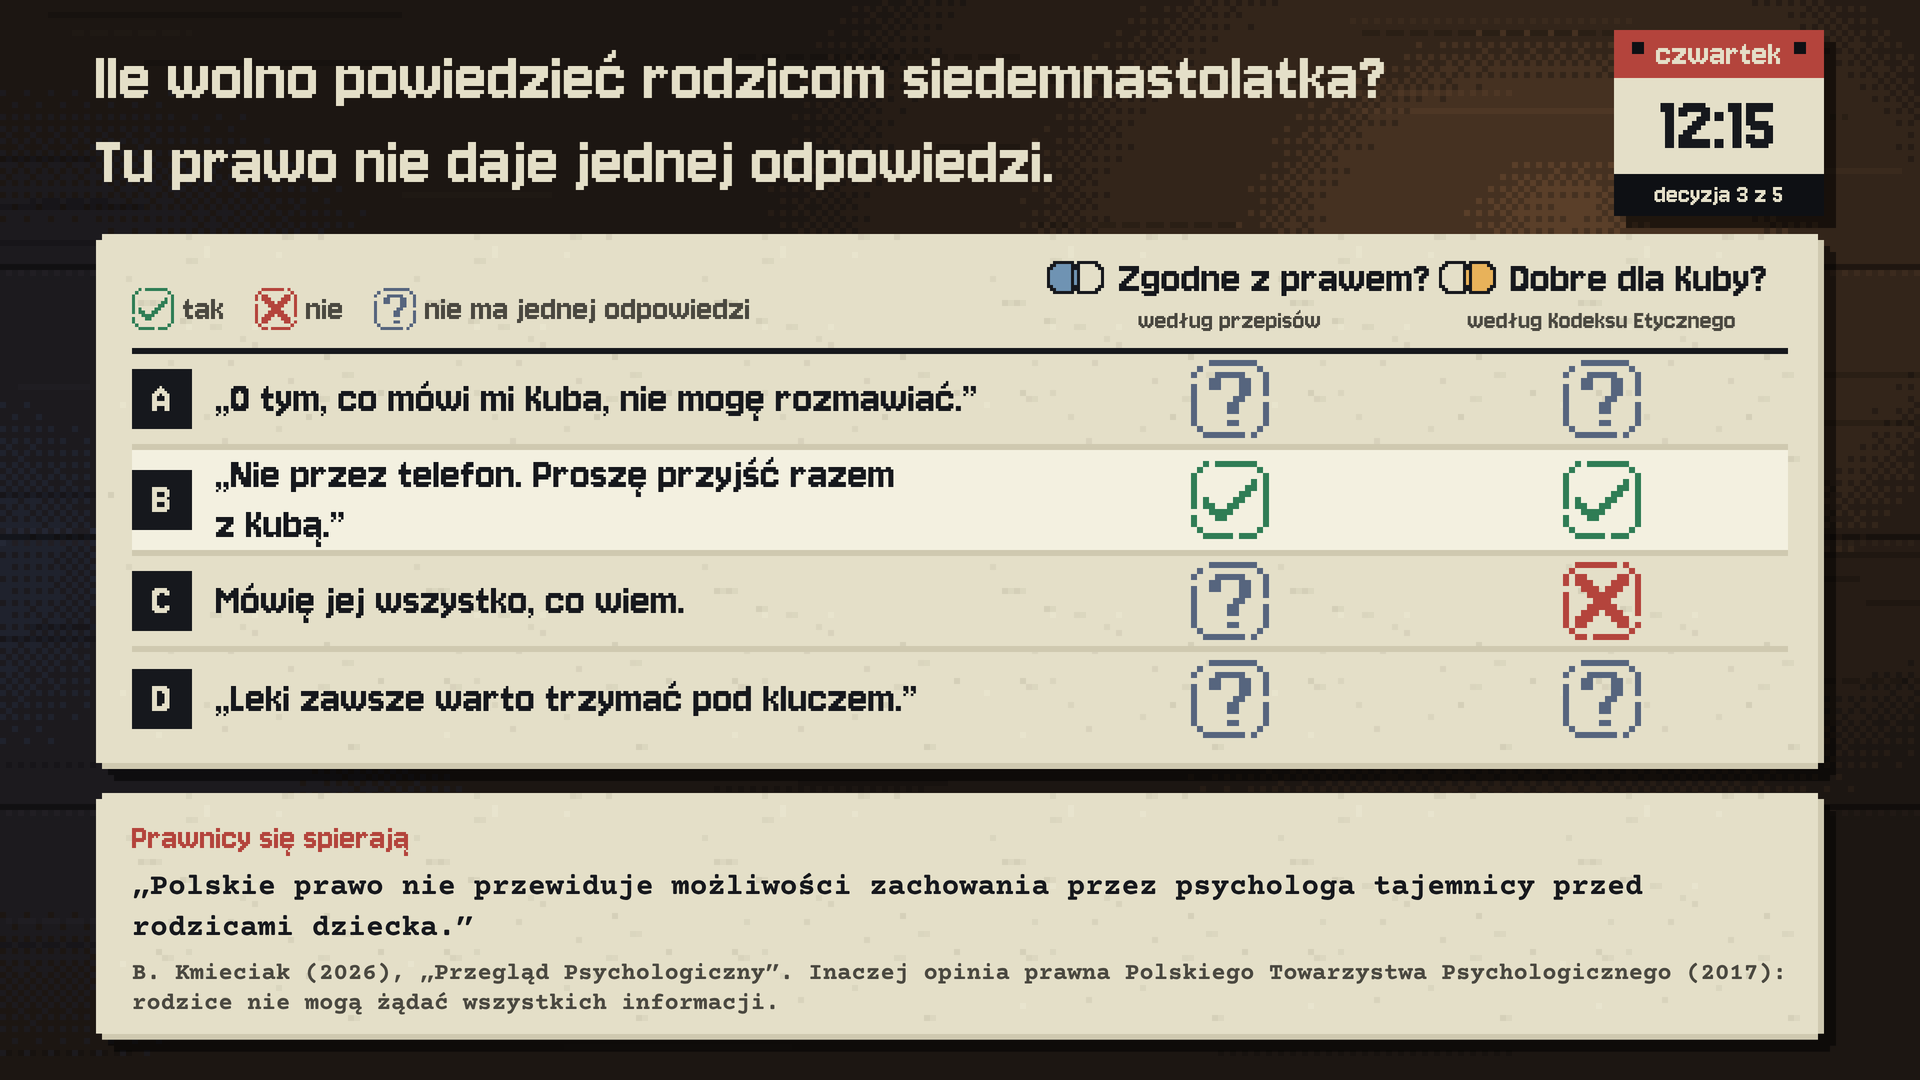 Ile wolno powiedzieć rodzicom siedemnastolatka?
Tu prawo nie daje jednej odpowiedzi.
czwartek
12:15
decyzja 3 z 5
tak nie nie ma jednej odpowiedzi
Zgodne z prawem? Dobre dla Kuby?
według przepisów według Kodeksu Etycznego
A „O tym, co mówi mi Kuba, nie mogę rozmawiać.”
B „Nie przez telefon. Proszę przyjść razem
z Kubą.”
C Mówię jej wszystko, co wiem.
D „Leki zawsze warto trzymać pod kluczem.”
Prawnicy się spierają
„Polskie prawo nie przewiduje możliwości zachowania przez psychologa tajemnicy przed
rodzicami dziecka.”
B. Kmieciak (2026), „Przegląd Psychologiczny”. Inaczej opinia prawna Polskiego Towarzystwa Psychologicznego (2017):
rodzice nie mogą żądać wszystkich informacji.